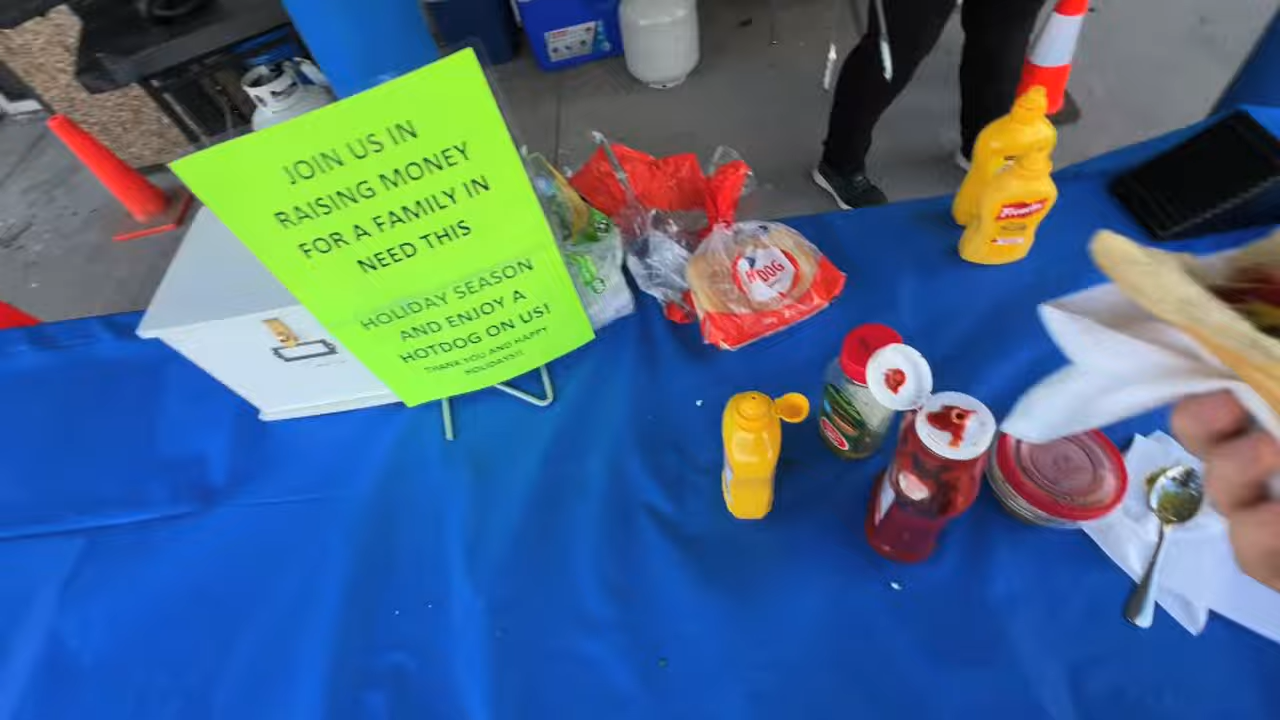 JOIN US IN
RAISING MONEY
FOR A FAMILY IN
NEED THIS
HOLIDAY SEASON
AND ENJOY A
HOTDOG ON US!
THANK YOU AND HAPPY
HOLIDAYS!!!
DOG
French's